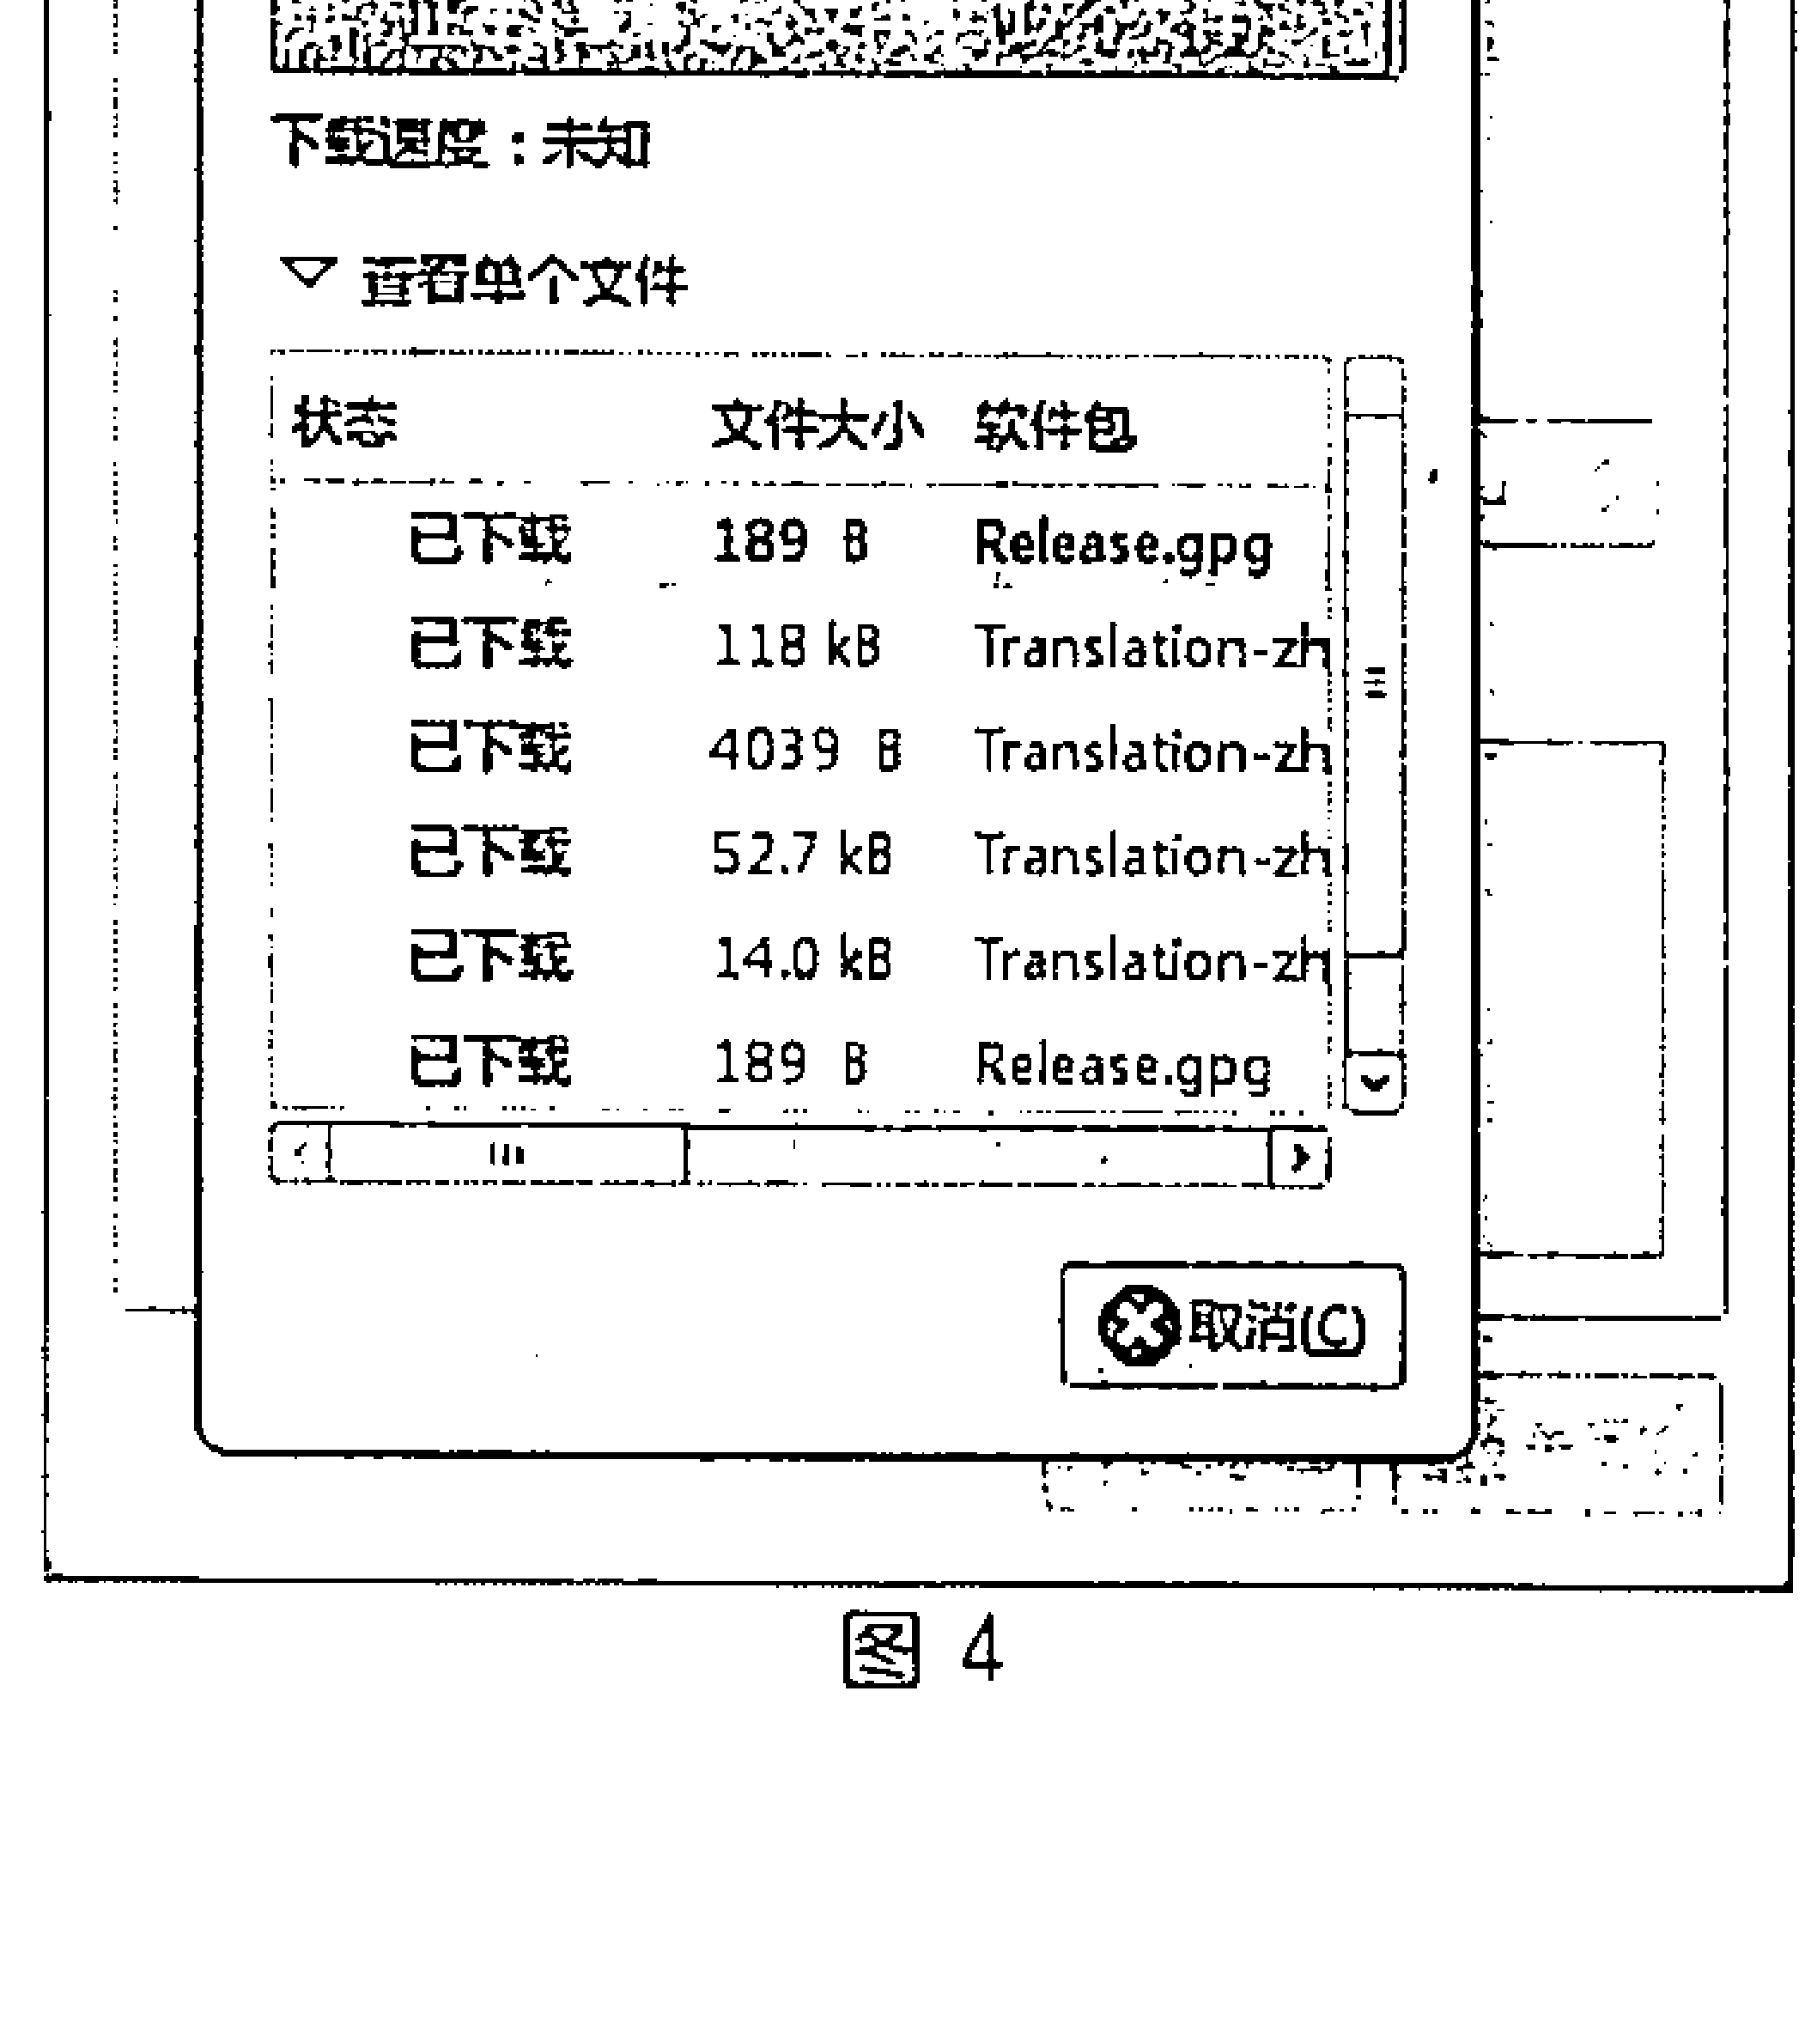 下载速度：未知
查看单个文件
状态 文件大小 软件包
已下载 189 B Release.gpg
已下载 118 kB Translation-zh
已下载 4039 B Translation-zh
已下载 52.7 kB Translation-zh
已下载 14.0 kB Translation-zh
已下载 189 B Release.gpg
取消(C)
图 4